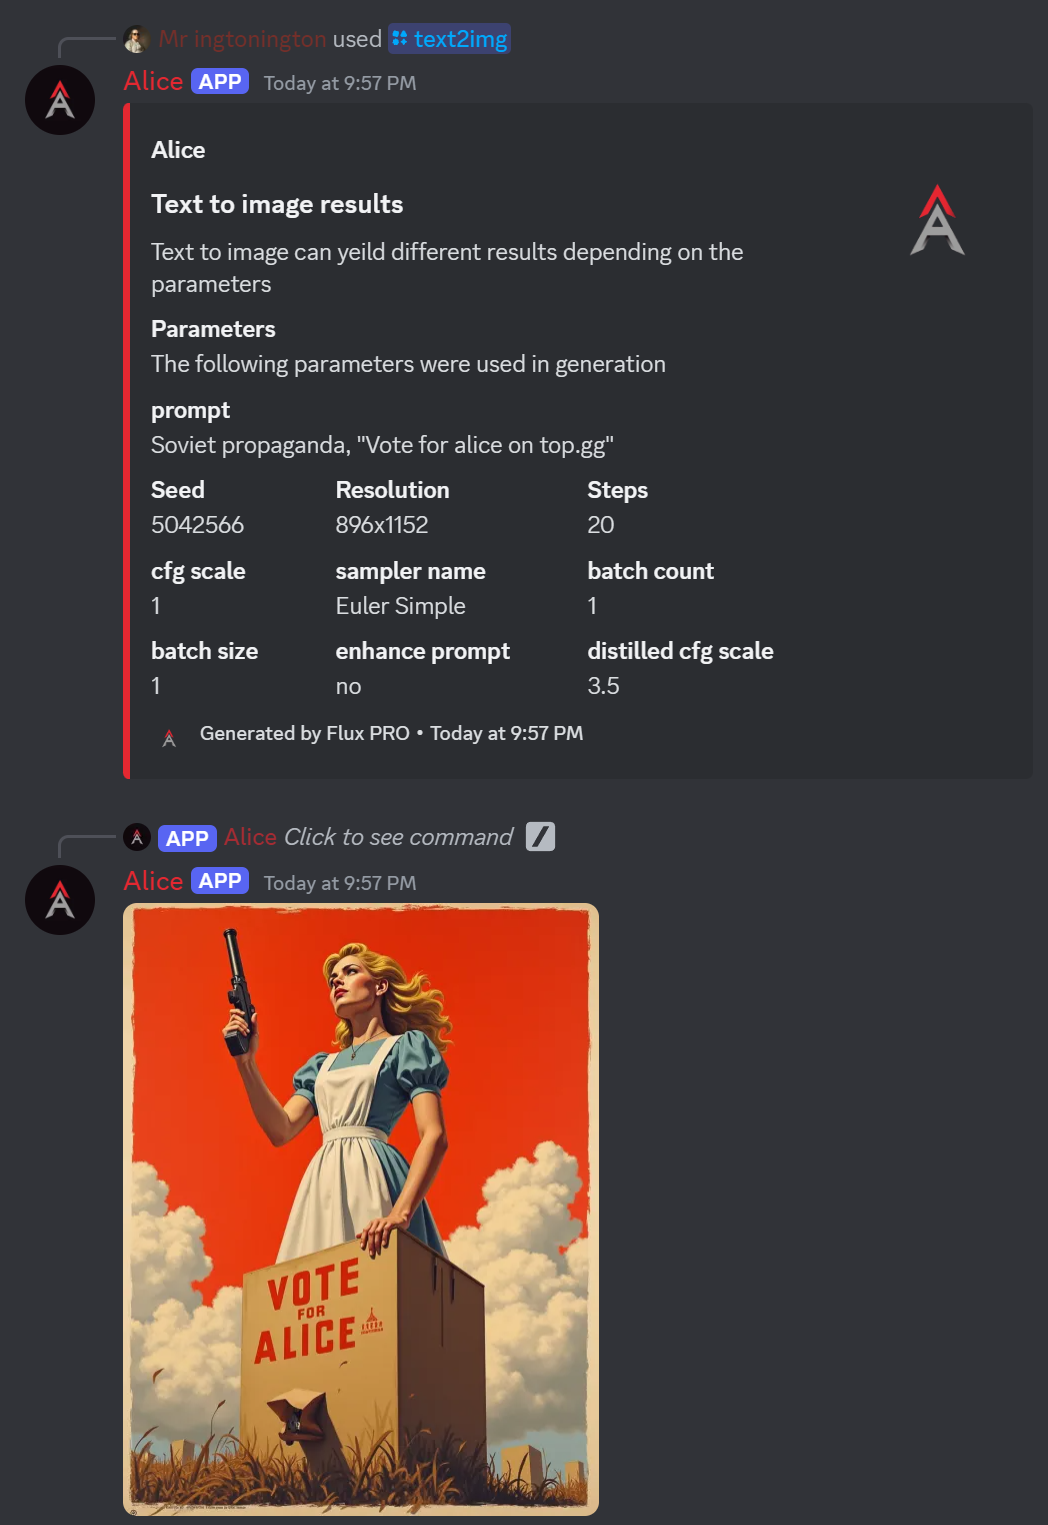 Mr ingtonington used text2img
Alice APP Today at 9:57 PM
Alice
Text to image results
Text to image can yeild different results depending on the
parameters
Parameters
The following parameters were used in generation
prompt
Soviet propaganda, "Vote for alice on top.gg"
Seed Resolution Steps
5042566 896x1152 20
cfg scale sampler name batch count
1 Euler Simple 1
batch size enhance prompt distilled cfg scale
1 no 3.5
Generated by Flux PRO • Today at 9:57 PM
APP Alice Click to see command
Alice APP Today at 9:57 PM
VOTE
FOR
ALICE